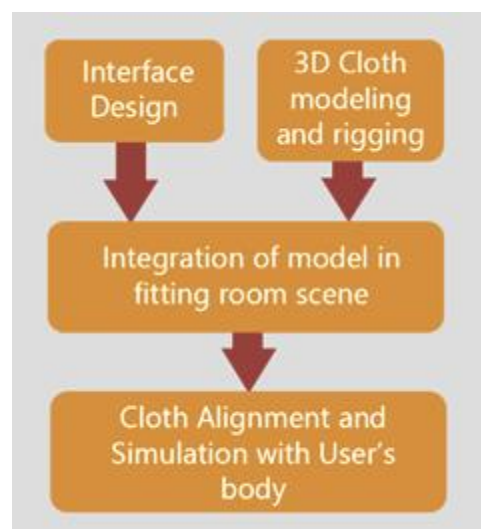 Interface
Design
3D Cloth
modeling
and rigging
Integration of model in
fitting room scene
Cloth Alignment and
Simulation with User's
body